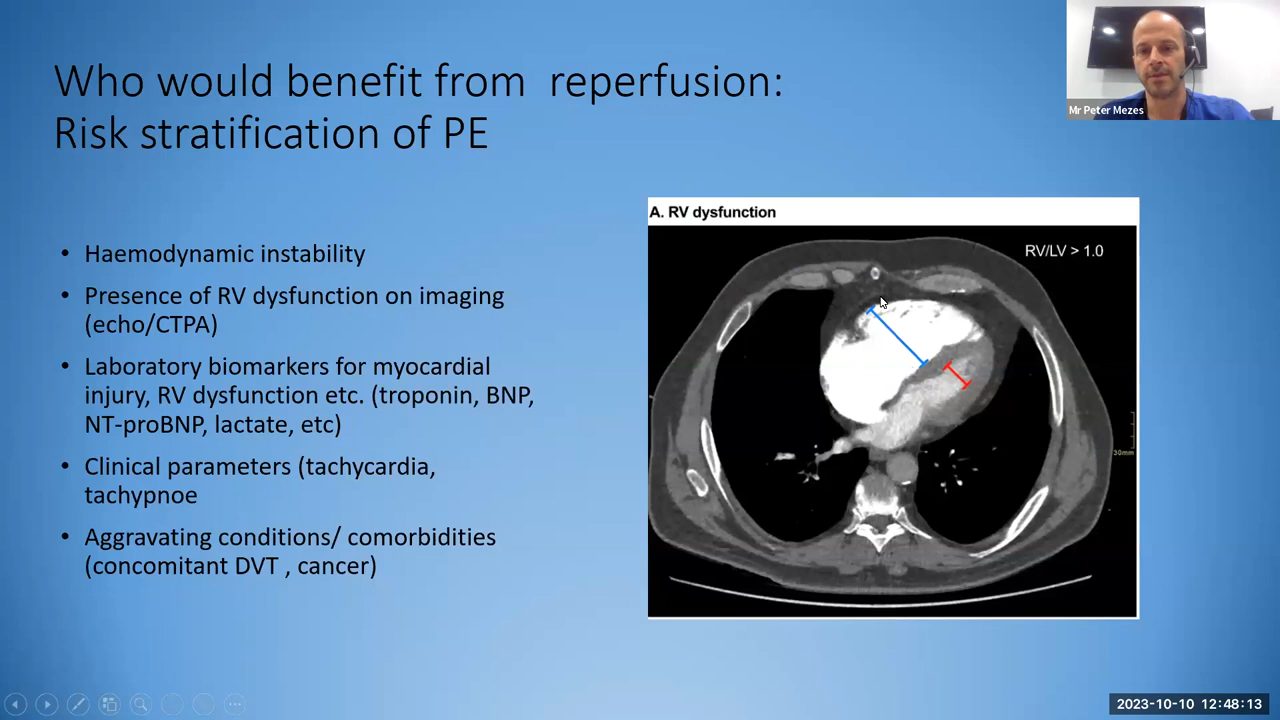 Who would benefit from  reperfusion:
Risk stratification of PE
Mr Peter Mezes
• Haemodynamic instability
• Presence of RV dysfunction on imaging
(echo/CTPA)
• Laboratory biomarkers for myocardial
injury, RV dysfunction etc. (troponin, BNP,
NT-proBNP, lactate, etc)
• Clinical parameters (tachycardia,
tachypnoe
• Aggravating conditions/ comorbidities
(concomitant DVT , cancer)
A. RV dysfunction
RV/LV > 1.0
30mm
2023-10-10 12:48:13